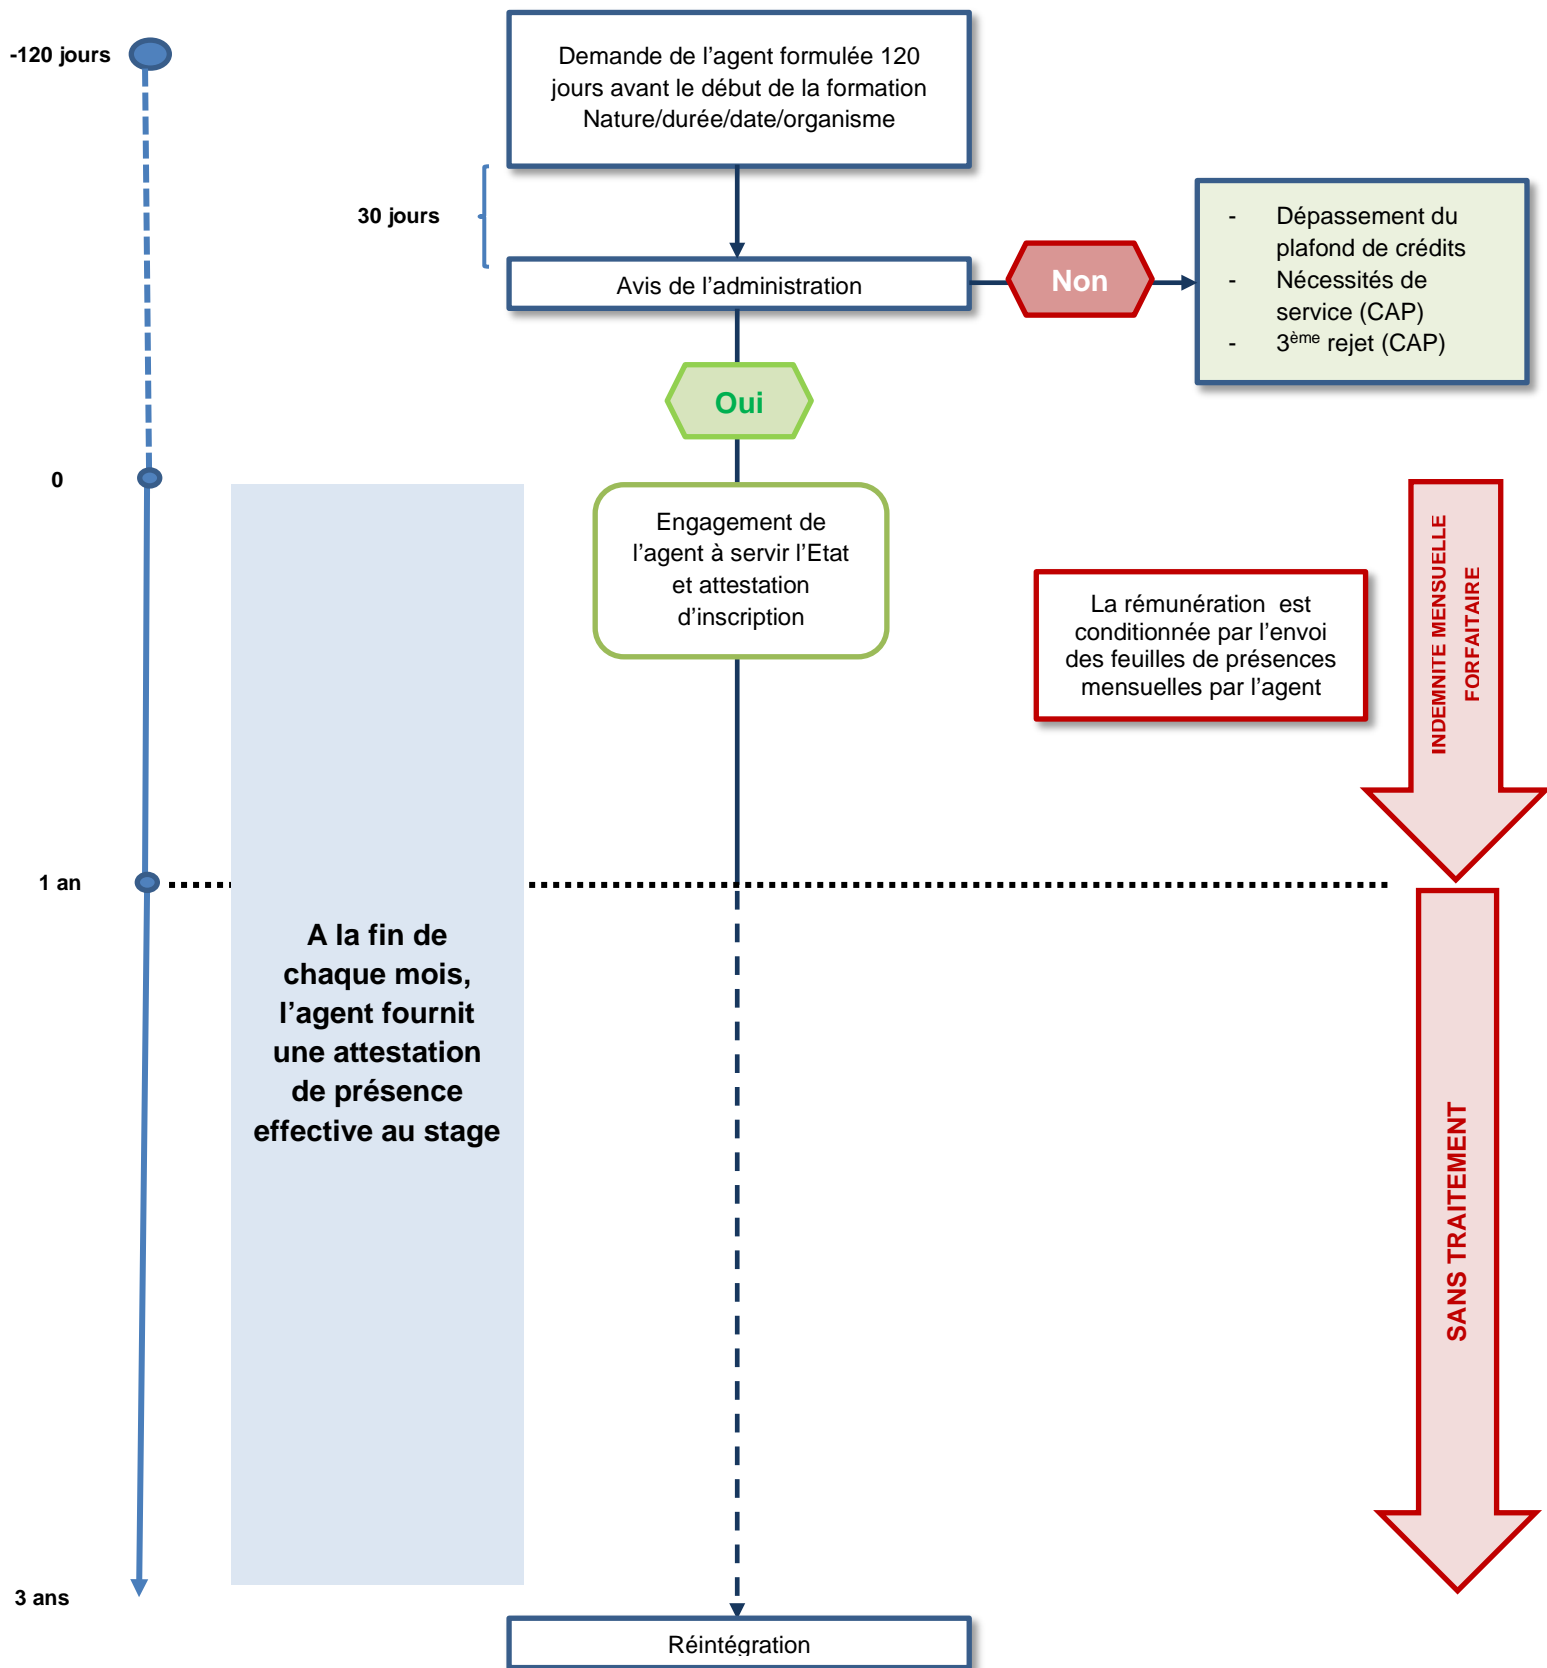 -120 jours
Demande de l’agent formulée 120
jours avant le début de la formation
Nature/durée/date/organisme
30 jours
Avis de l’administration
Non
- Dépassement du
plafond de crédits
- Nécessités de
service (CAP)
- 3ème rejet (CAP)
Oui
0
Engagement de
l’agent à servir l’Etat
et attestation
d’inscription
La rémunération  est
conditionnée par l’envoi
des feuilles de présences
mensuelles par l’agent
INDEMNITE MENSUELLE
FORFAITAIRE
1 an
A la fin de
chaque mois,
l’agent fournit
une attestation
de présence
effective au stage
SANS TRAITEMENT
3 ans
Réintégration